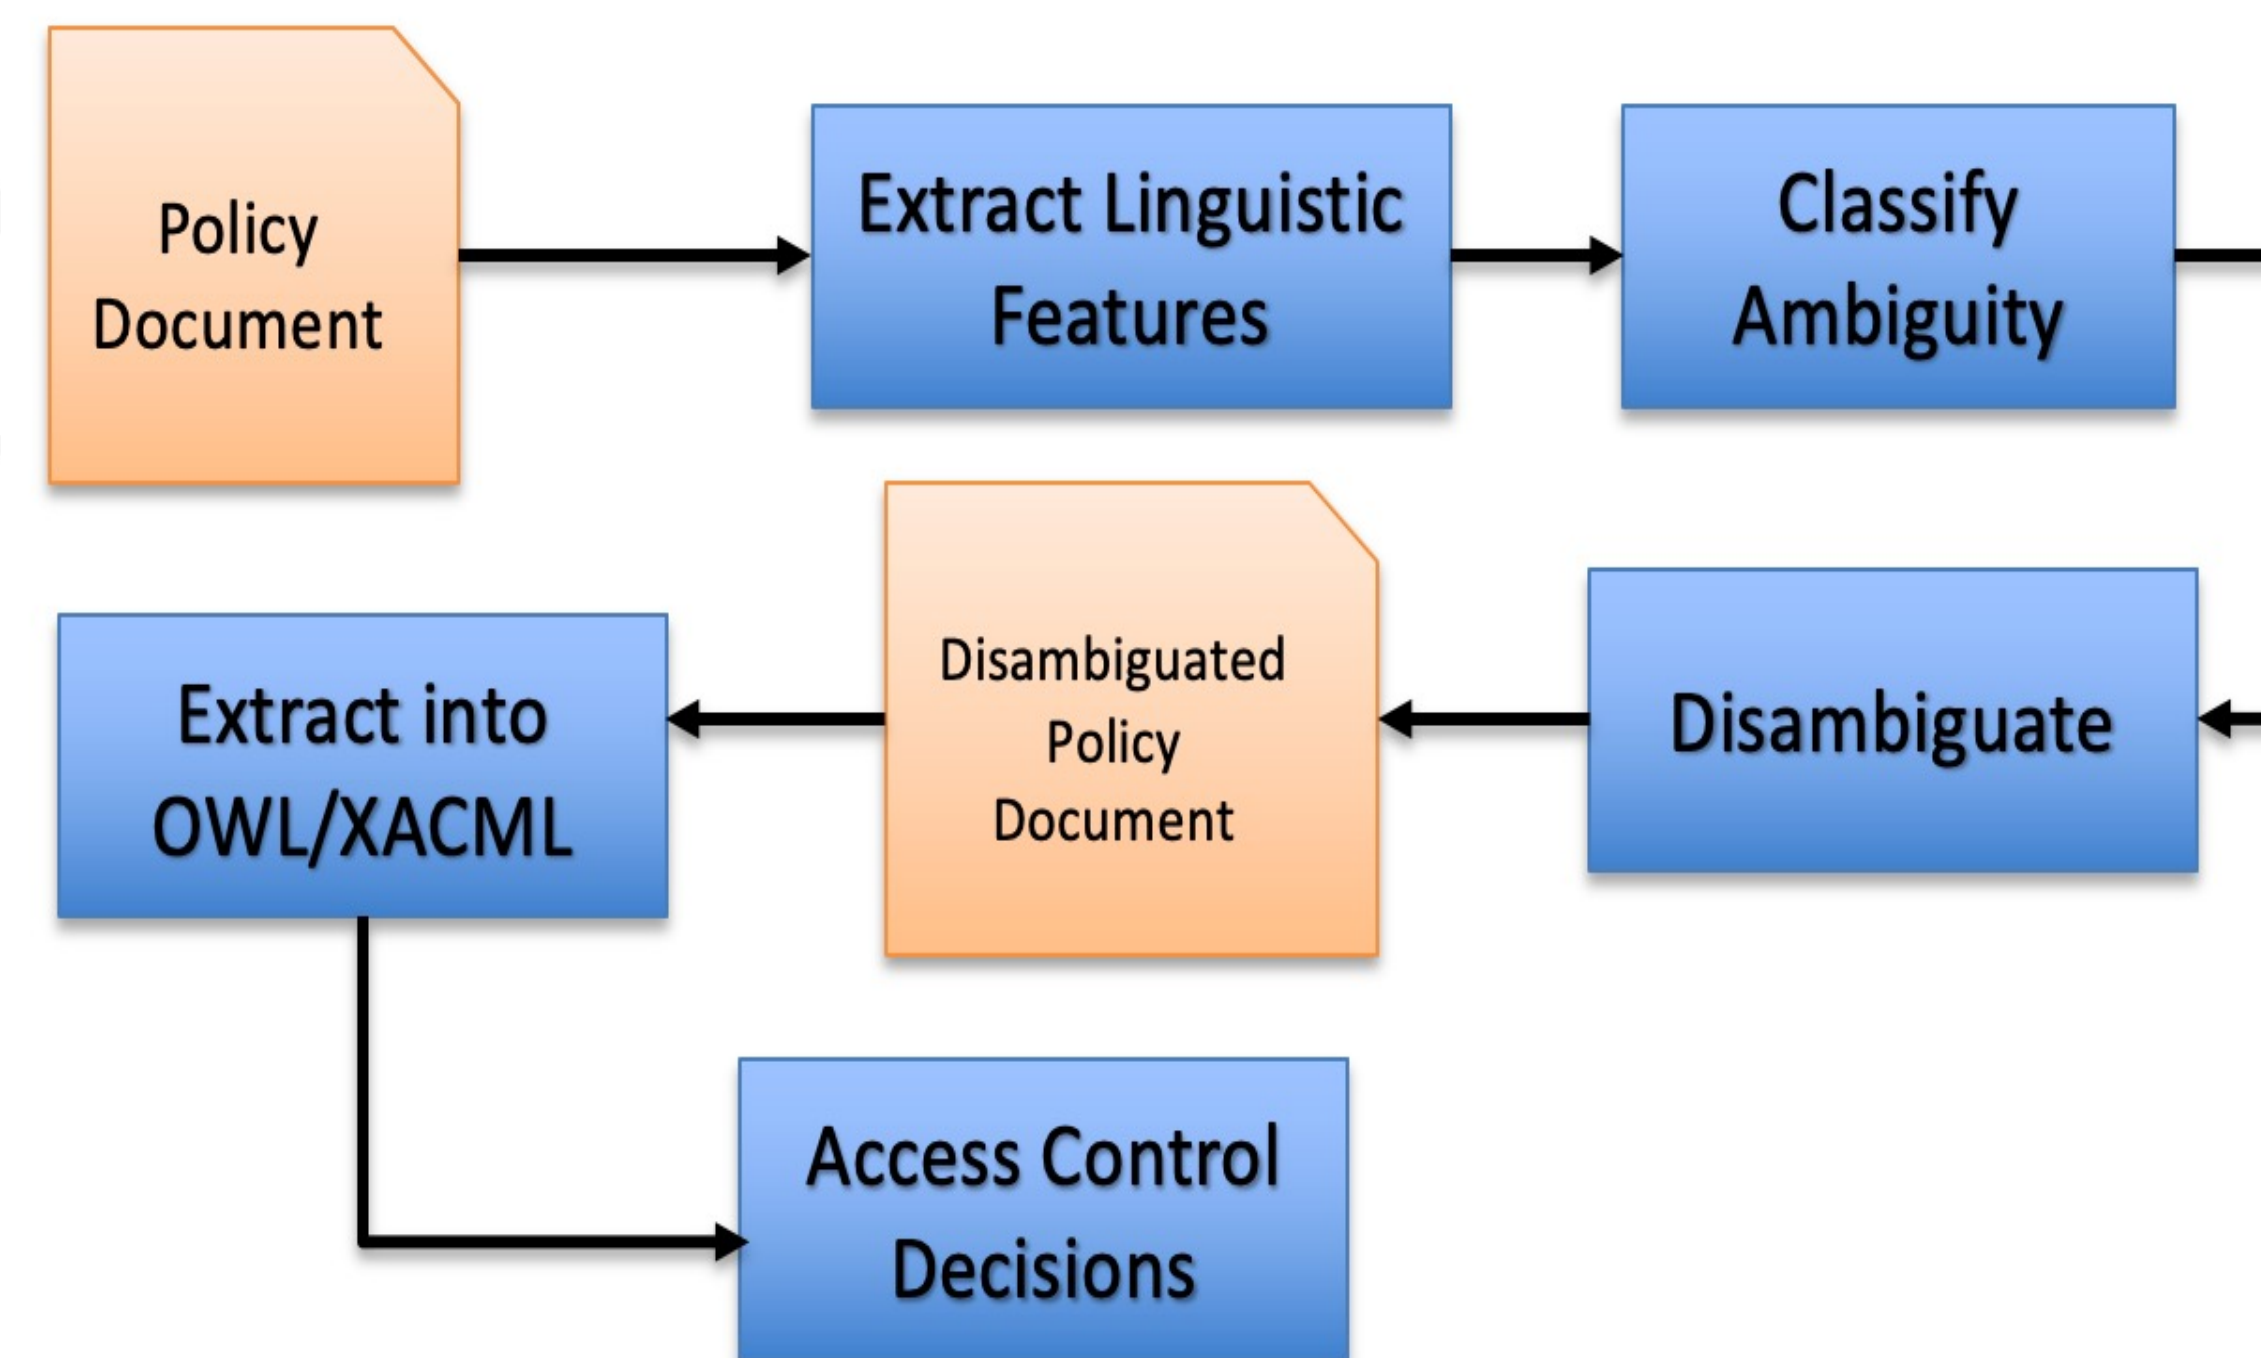 Policy
Document
Extract Linguistic
Features
Classify
Ambiguity
Extract into
OWL/XACML
Disambiguated
Policy
Document
Disambiguate
Access Control
Decisions